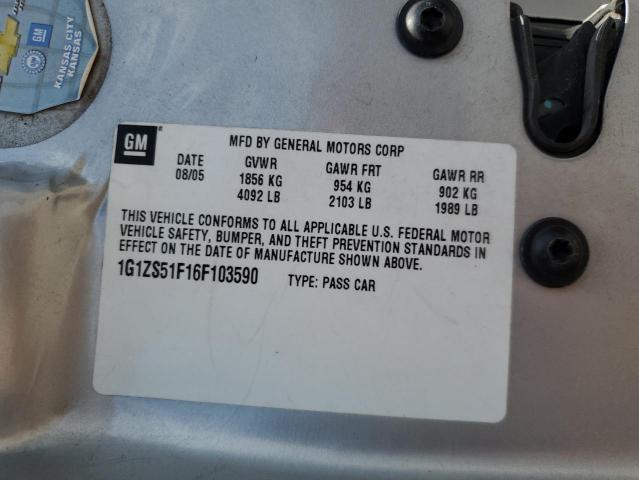 GM
KANSAS CITY
KANSAS
GM
MFD BY GENERAL MOTORS CORP
DATE GVWR GAWR FRT GAWR RR
08/05 1856 KG 954 KG 902 KG
4092 LB 2103 LB 1989 LB
THIS VEHICLE CONFORMS TO ALL APPLICABLE U.S. FEDERAL MOTOR
VEHICLE SAFETY, BUMPER, AND THEFT PREVENTION STANDARDS IN
EFFECT ON THE DATE OF MANUFACTURE SHOWN ABOVE.
1G1ZS51F16F103590 TYPE: PASS CAR